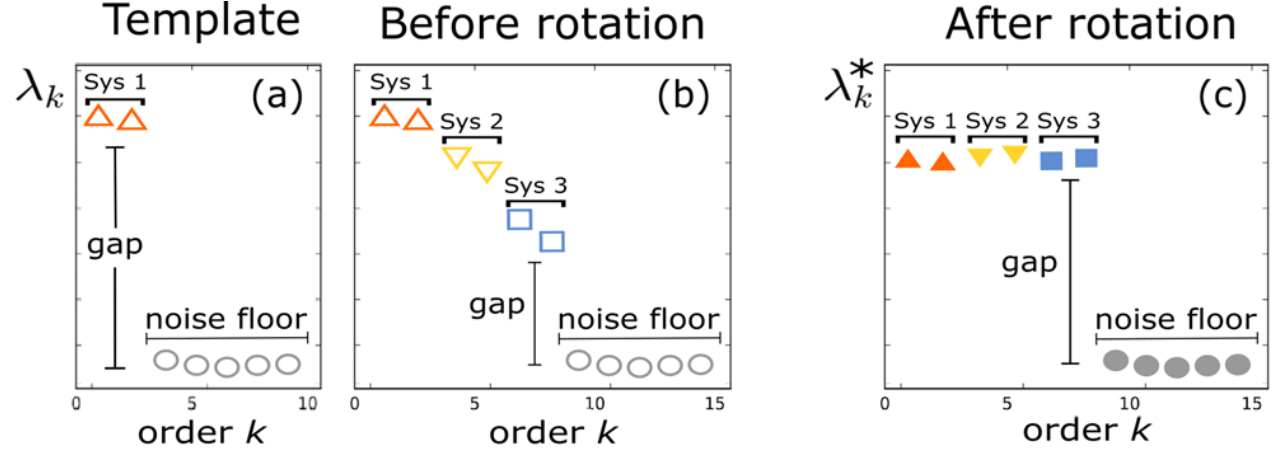 Template
Before rotation
After rotation
λk
Sys 1
(a)
gap
noise floor
0
5
10
order k
Sys 1
Sys 2
Sys 3
(b)
gap
noise floor
0
5
10
15
order k
λ*k
Sys 1
Sys 2
Sys 3
(c)
gap
noise floor
0
5
10
15
order k